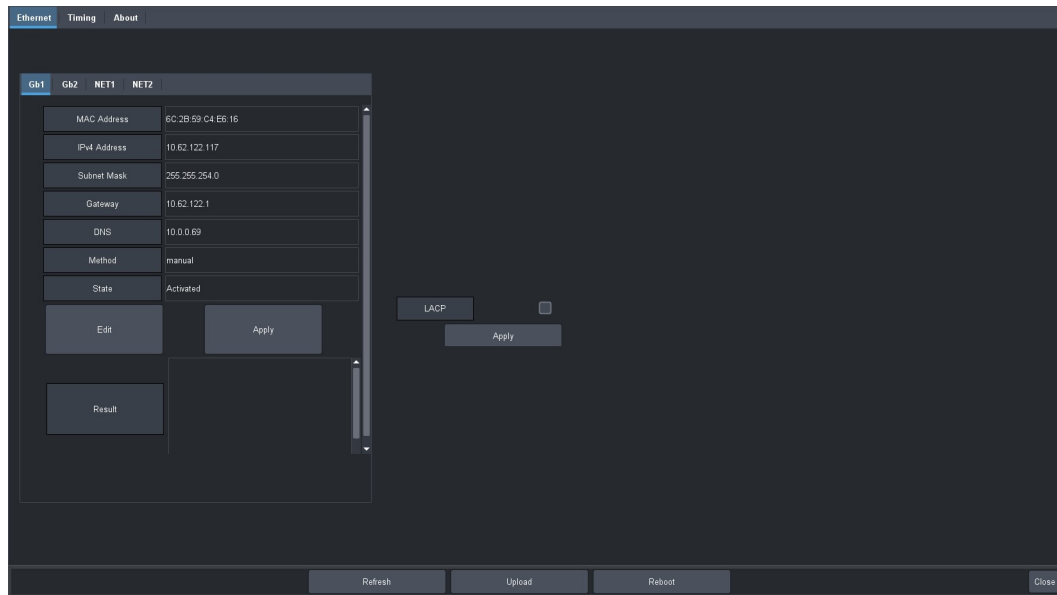 Ethernet Timing About
Gb1 Gb2 NET1 NET2
MAC Address 6C:2B:59:C4:E6:16
IPv4 Address 10.62.122.117
Subnet Mask 255.255.254.0
Gateway 10.62.122.1
DNS 10.0.0.69
Method manual
State Activated
LACP
Edit Apply
Apply
Result
Refresh Upload Reboot Close